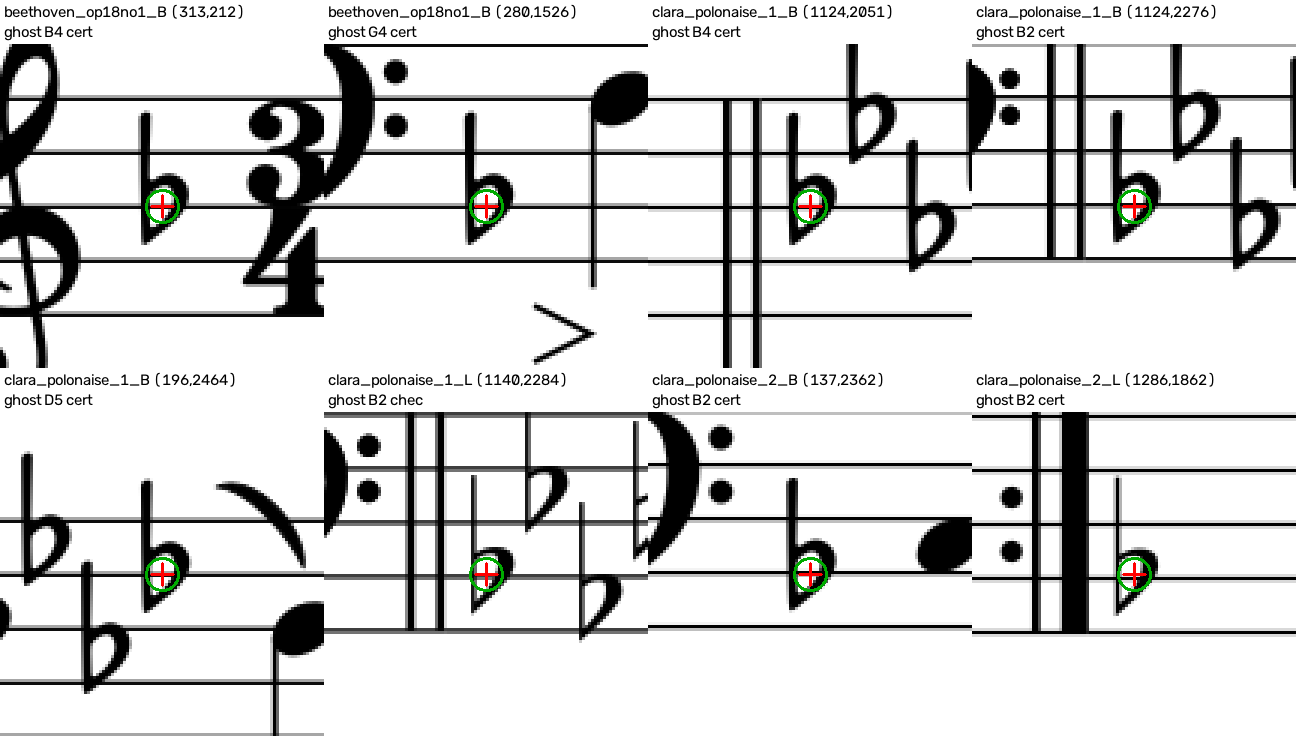 beethoven_op18no1_B (313,212)
ghost B4 cert
beethoven_op18no1_B (280,1526)
ghost G4 cert
clara_polonaise_1_B (1124,2051)
ghost B4 cert
clara_polonaise_1_B (1124,2276)
ghost B2 cert
3
4
clara_polonaise_1_B (196,2464)
ghost D5 cert
clara_polonaise_1_L (1140,2284)
ghost B2 chec
clara_polonaise_2_B (137,2362)
ghost B2 cert
clara_polonaise_2_L (1286,1862)
ghost B2 cert